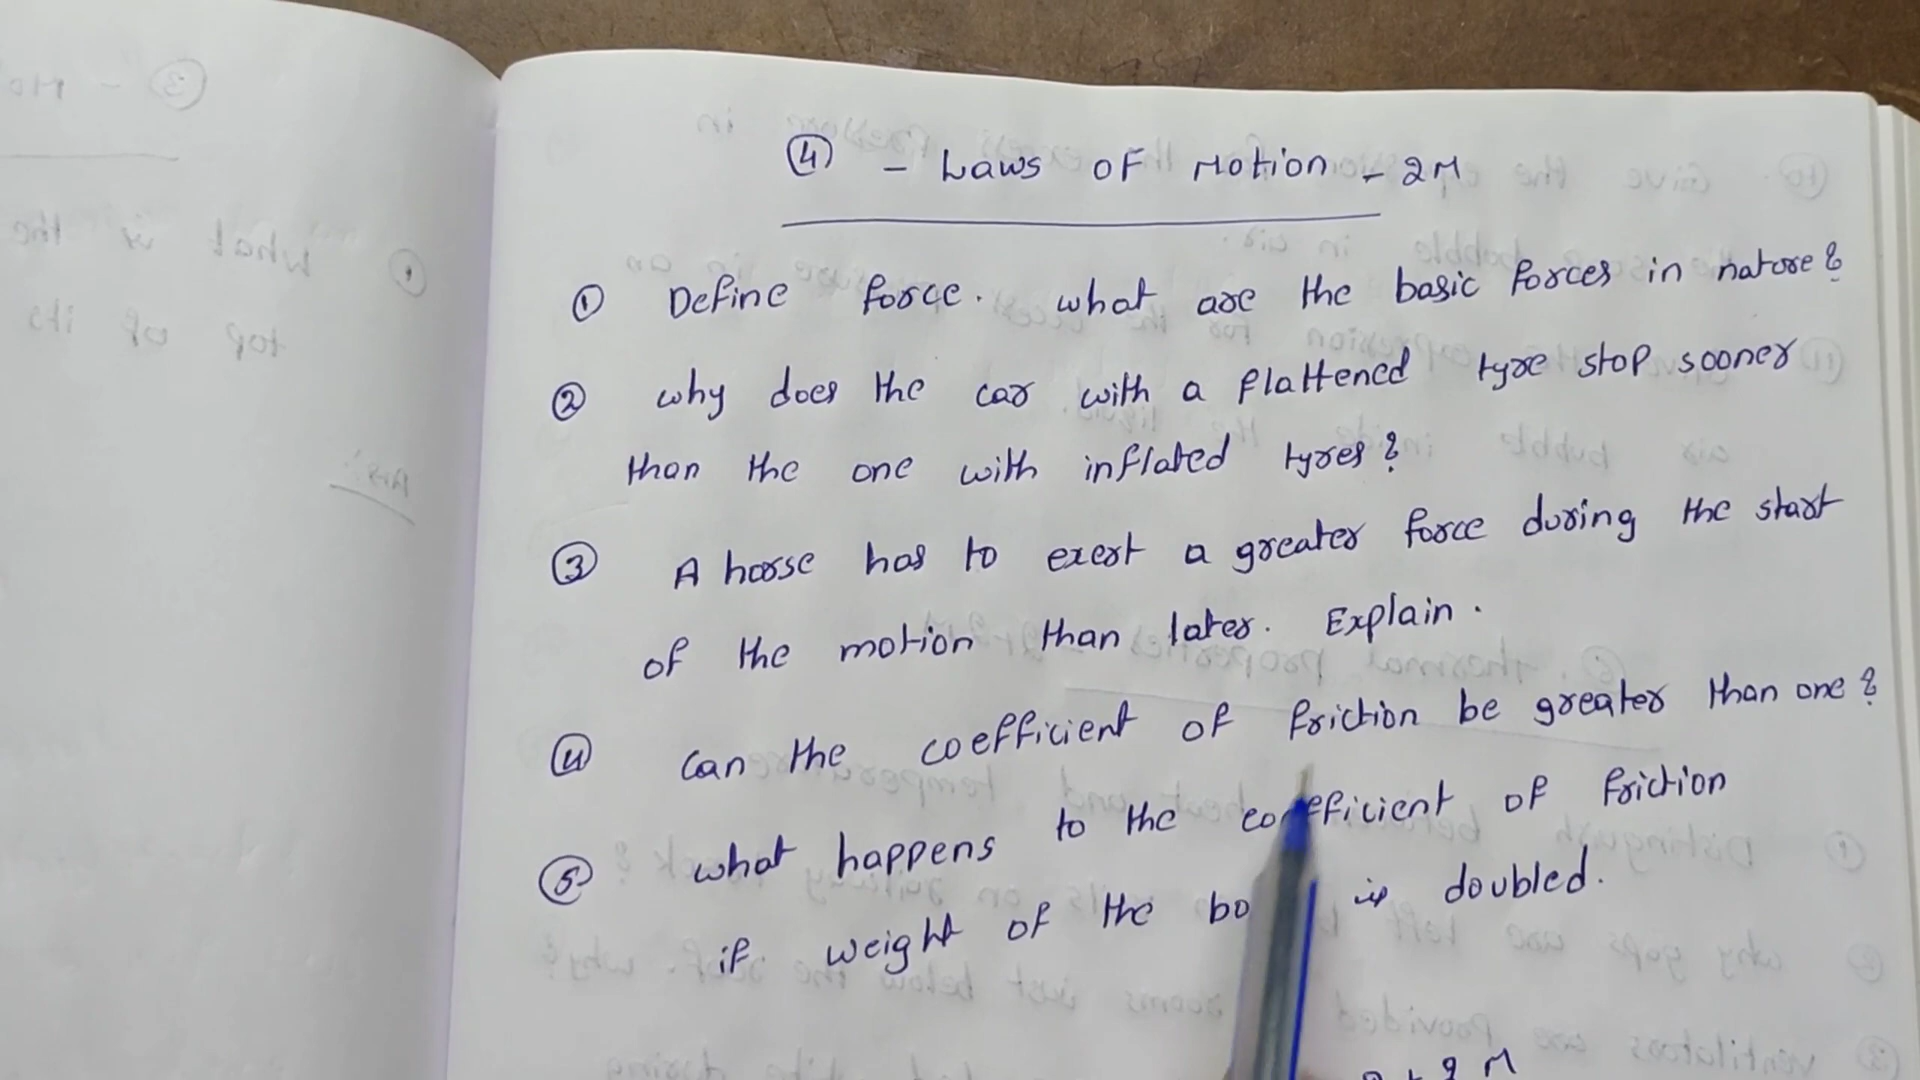 ④ - Laws of Motion - 2M
① Define force. what are the basic forces in nature?
② why does the car with a flattened tyre stop sooner
than the one with inflated tyres?
③ A horse has to exert a greater force during the start
of the motion than later. Explain.
④ can the coefficient of friction be greater than one?
⑤ what happens to the coefficient of friction
if weight of the bo is doubled.